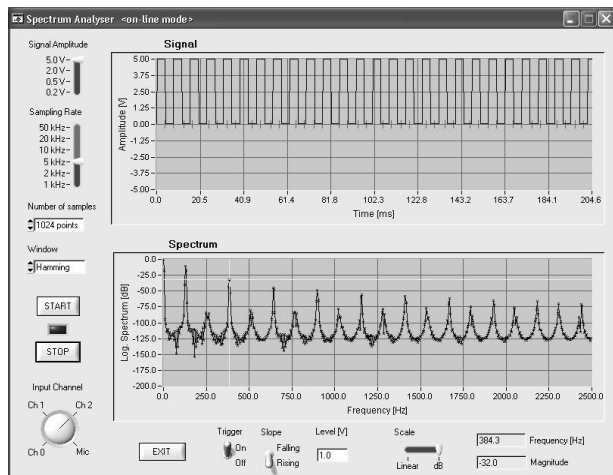 Spectrum Analyser <on-line mode>
Signal Amplitude
5.0 V-
2.0 V-
0.5 V-
0.2 V-
Sampling Rate
50 kHz-
20 kHz-
10 kHz-
5 kHz-
2 kHz-
1 kHz-
Number of samples
1024 points
Window
Hamming
START
STOP
Input Channel
Ch 1 Ch 2
Ch 0 Mic
Signal
Amplitude [V]
5.00
3.75
2.50
1.25
0.00
-1.25
-2.50
-3.75
-5.00
0.0 20.5 40.9 61.4 81.8 102.3 122.8 143.2 163.7 184.1 204.6
Time [ms]
Spectrum
Log. Spectrum [dB]
0.0
-25.0
-50.0
-75.0
-100.0
-125.0
-150.0
-175.0
-200.0
0.0 250.0 500.0 750.0 1000.0 1250.0 1500.0 1750.0 2000.0 2250.0 2500.0
Frequency [Hz]
EXIT
Trigger
On
Off
Slope
Falling
Rising
Level [V]
1.0
Scale
Linear dB
384.3 Frequency [Hz]
-32.0 Magnitude